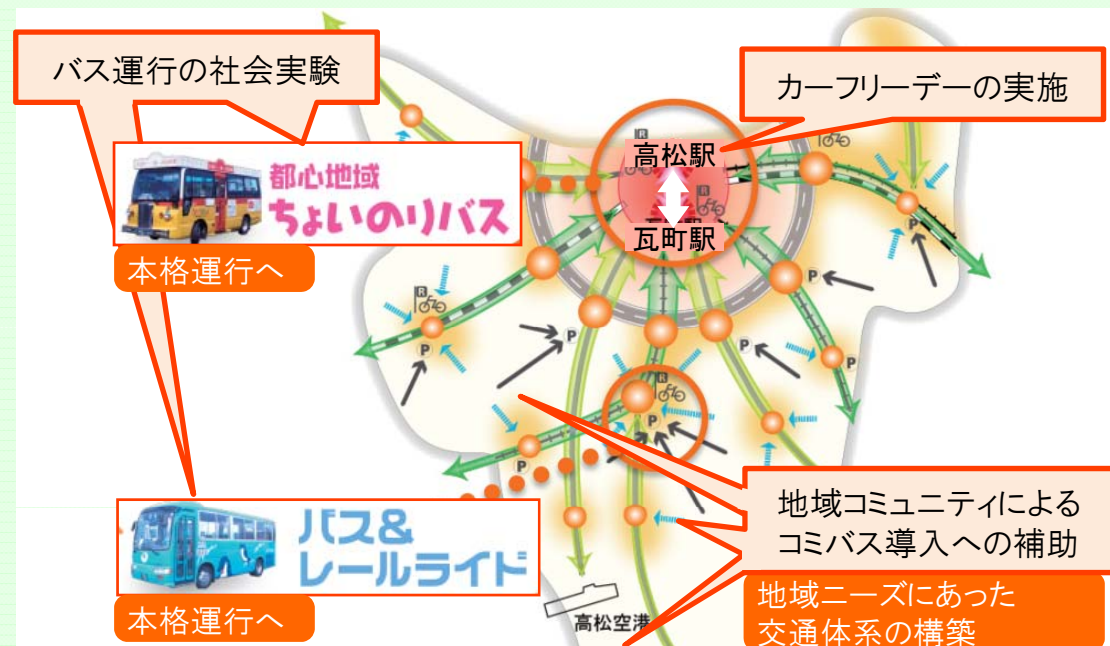 バス運行の社会実験
カーフリーデーの実施
都心地域
ちょいのりバス
本格運行へ
高松駅
瓦町駅
R
R
R
R
R
P
P
P
P
P
P
P
バス&
レールライド
本格運行へ
地域コミュニティによる
コミバス導入への補助
地域ニーズにあった
交通体系の構築
高松空港